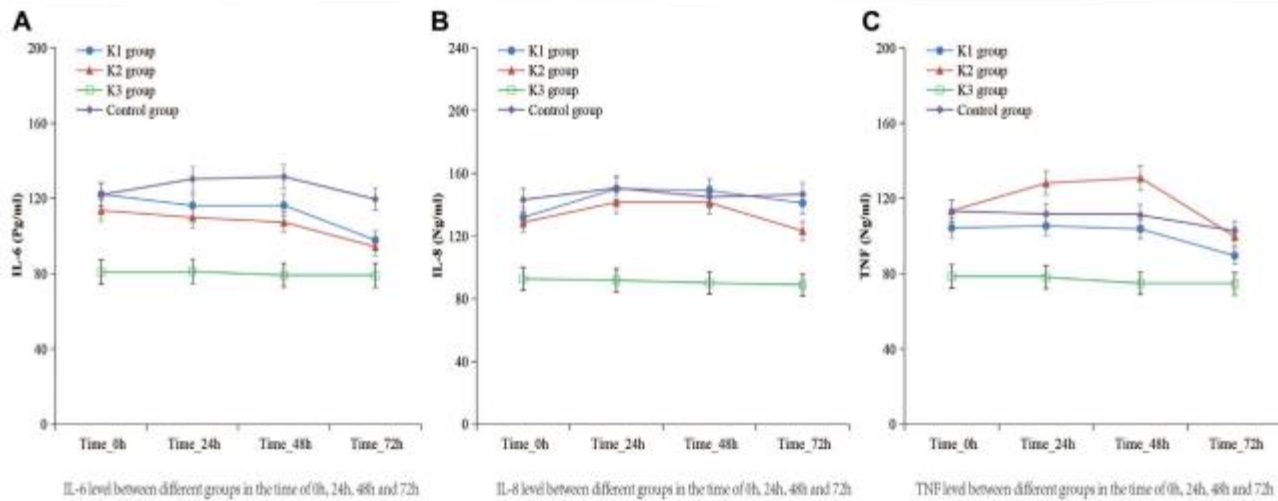 A
200
160
120
80
40
0
IL-6 (Pg/ml)
K1 group
K2 group
K3 group
Control group
Time_0h Time_24h Time_48h Time_72h
IL-6 level between different groups in the time of 0h, 24h, 48h and 72h
B
240
200
160
120
80
40
0
IL-8 (Ng/ml)
K1 group
K2 group
K3 group
Control group
Time_0h Time_24h Time_48h Time_72h
IL-8 level between different groups in the time of 0h, 24h, 48h and 72h
C
200
160
120
80
40
0
TNF (Ng/ml)
K1 group
K2 group
K3 group
Control group
Time_0h Time_24h Time_48h Time_72h
TNF level between different groups in the time of 0h, 24h, 48h and 72h